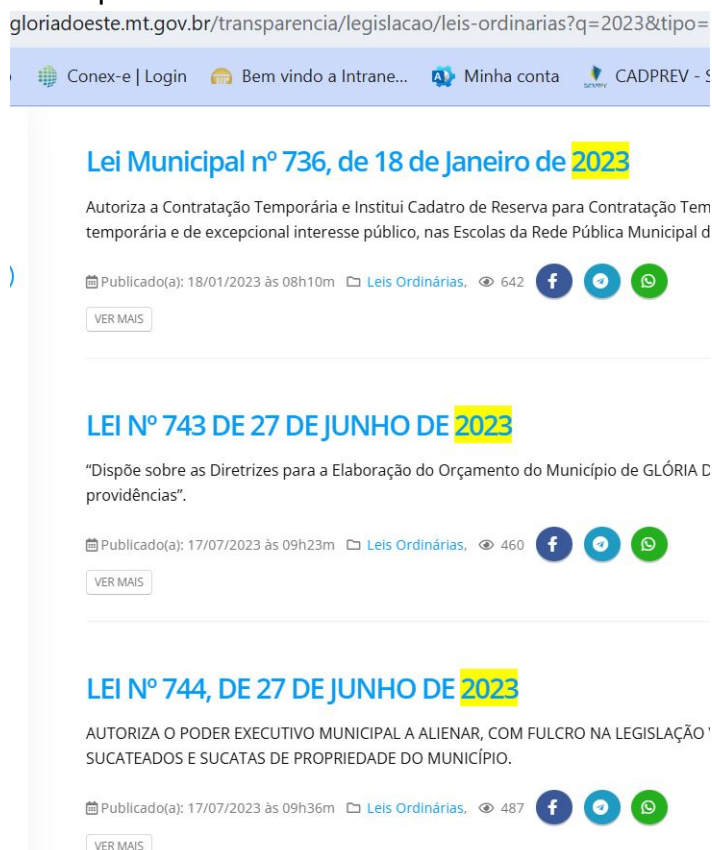 gloriadoeste.mt.gov.br/transparencia/legislacao/leis-ordinarias?q=2023&tipo=
Conex-e | Login Bem vindo a Intrane... Minha conta CADPREV - S
Lei Municipal nº 736, de 18 de Janeiro de 2023
Autoriza a Contratação Temporária e Institui Cadatro de Reserva para Contratação Tem
temporária e de excepcional interesse público, nas Escolas da Rede Pública Municipal d
Publicado(a): 18/01/2023 às 08h10m Leis Ordinárias, 642
VER MAIS
LEI Nº 743 DE 27 DE JUNHO DE 2023
“Dispõe sobre as Diretrizes para a Elaboração do Orçamento do Município de GLÓRIA D
providências”.
Publicado(a): 17/07/2023 às 09h23m Leis Ordinárias, 460
VER MAIS
LEI Nº 744, DE 27 DE JUNHO DE 2023
AUTORIZA O PODER EXECUTIVO MUNICIPAL A ALIENAR, COM FULCRO NA LEGISLAÇÃO V
SUCATEADOS E SUCATAS DE PROPRIEDADE DO MUNICÍPIO.
Publicado(a): 17/07/2023 às 09h36m Leis Ordinárias, 487
VER MAIS